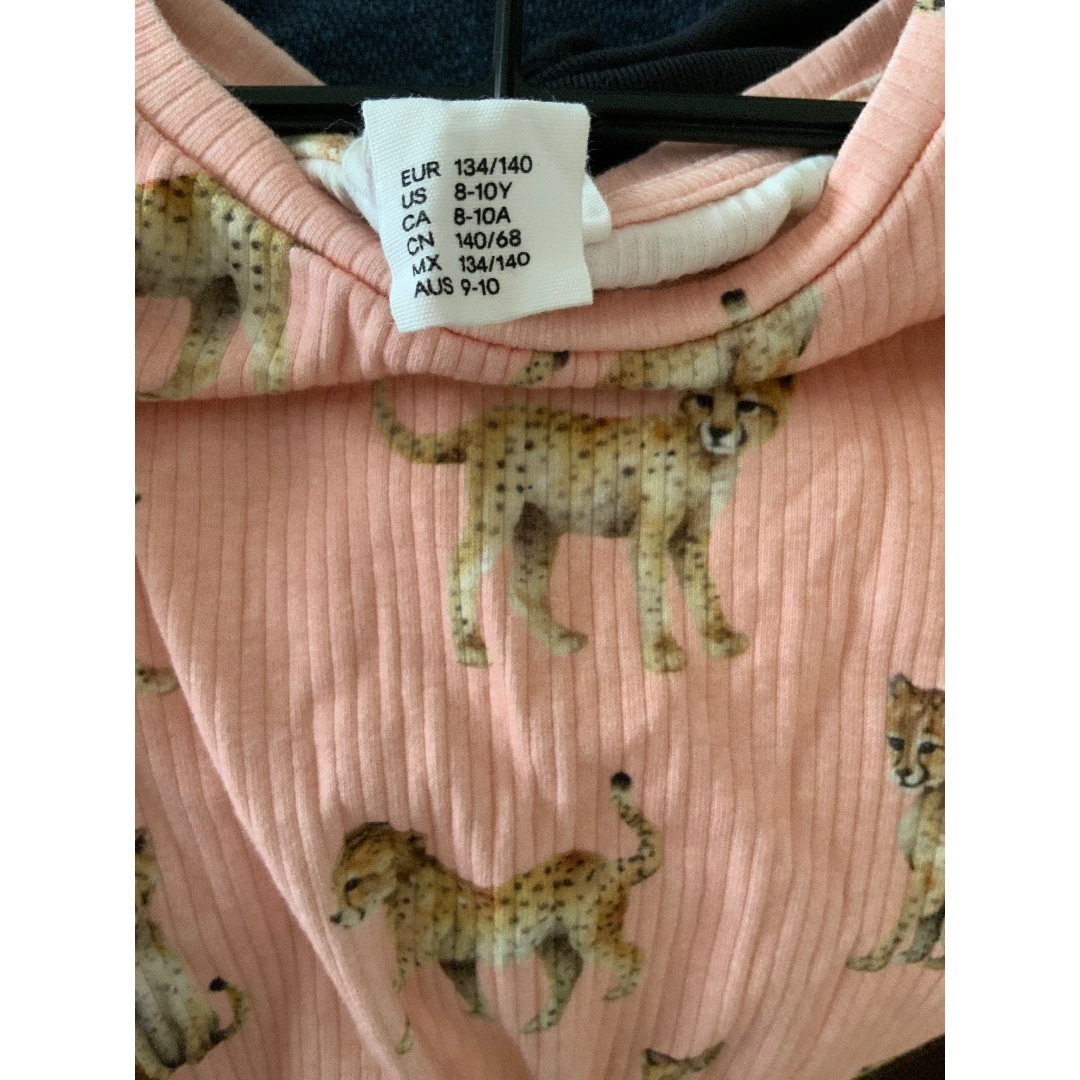 EUR 134/140
US 8-10Y
CA 8-10A
CN 140/68
MX 134/140
AUS 9-10